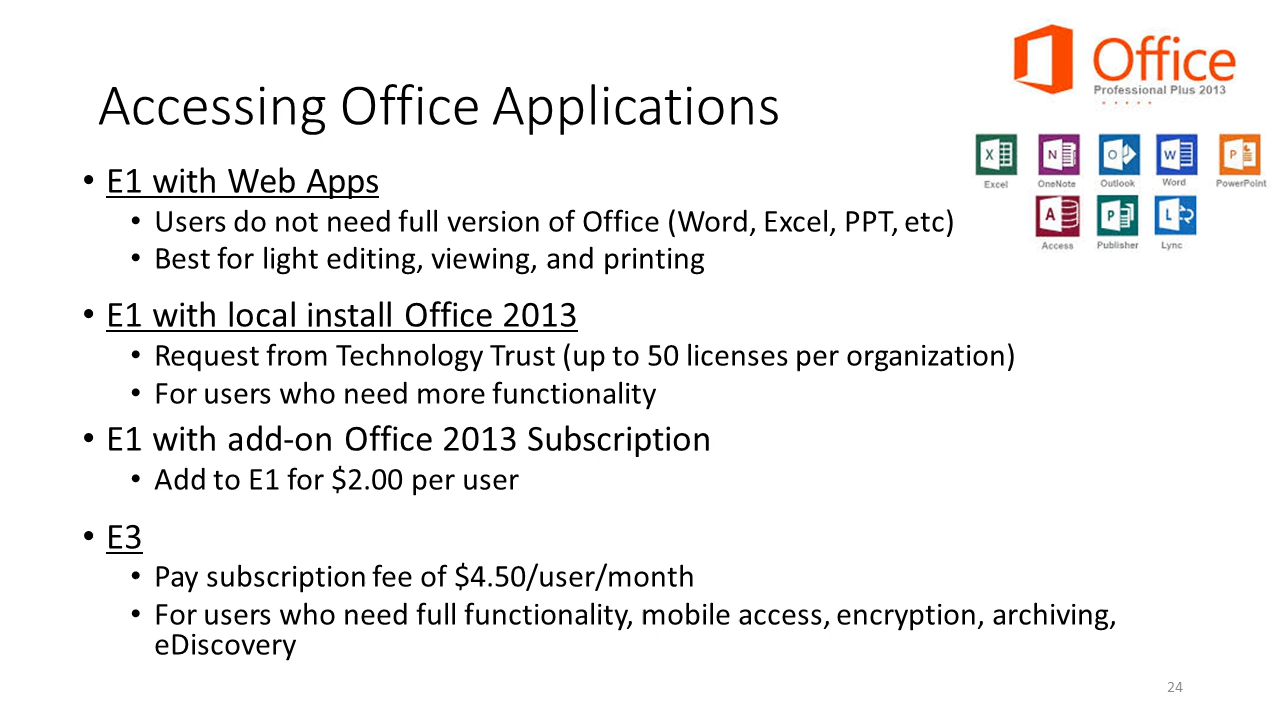 Office
Professional Plus 2013
Accessing Office Applications
Excel
OneNote
Outlook
Word
PowerPoint
Access
Publisher
Lync
• E1 with Web Apps
• Users do not need full version of Office (Word, Excel, PPT, etc)
• Best for light editing, viewing, and printing
• E1 with local install Office 2013
• Request from Technology Trust (up to 50 licenses per organization)
• For users who need more functionality
• E1 with add-on Office 2013 Subscription
• Add to E1 for $2.00 per user
• E3
• Pay subscription fee of $4.50/user/month
• For users who need full functionality, mobile access, encryption, archiving,
eDiscovery
24